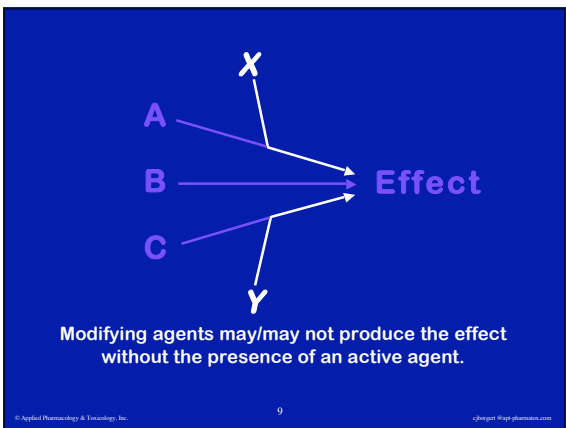 X
A
B
Effect
C
Y
Modifying agents may/may not produce the effect
without the presence of an active agent.
© Applied Pharmacology & Toxicology, Inc.
9
cjborgert @apt-pharmatox.com